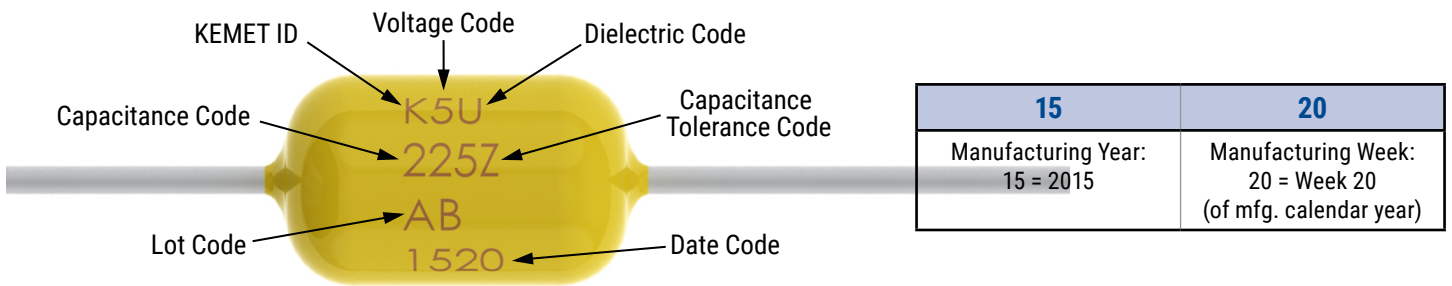 KEMET ID
Voltage Code
Dielectric Code
Capacitance Code
Capacitance
Tolerance Code
K5U
225Z
AB
1520
Lot Code
Date Code
15
20
Manufacturing Year:
15 = 2015
Manufacturing Week:
20 = Week 20
(of mfg. calendar year)